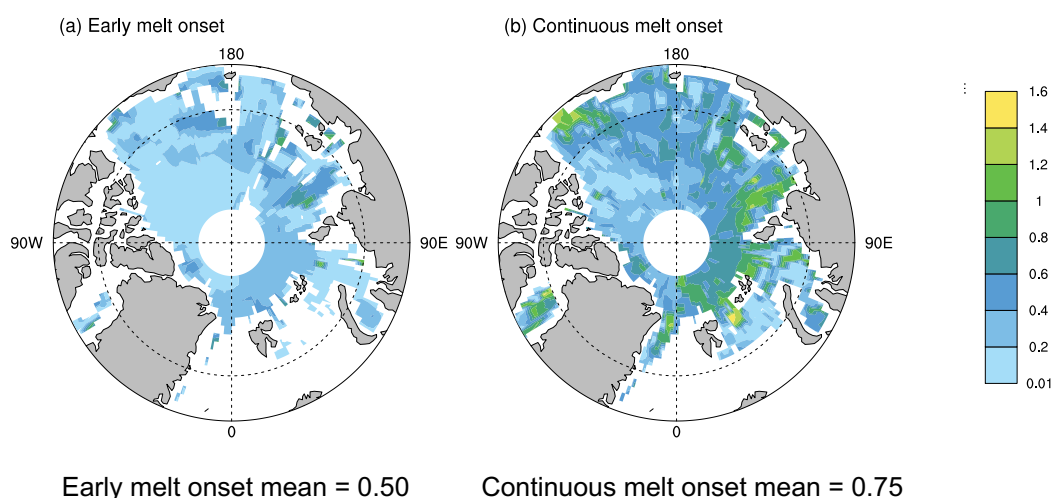 (a) Early melt onset
(b) Continuous melt onset
180
180
90W
90E
90W
90E
0
0
⋮
1.6
1.4
1.2
1
0.8
0.6
0.4
0.2
0.01
Early melt onset mean = 0.50
Continuous melt onset mean = 0.75